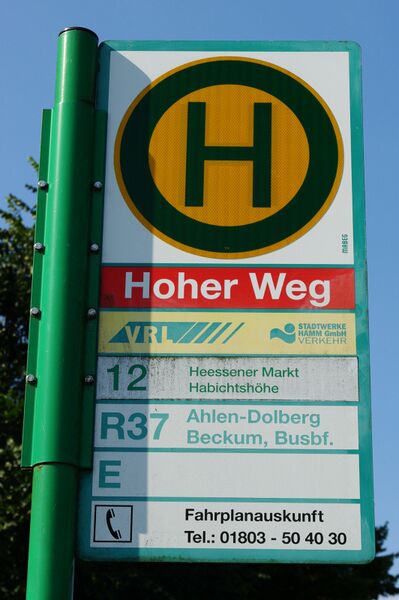 H
MABEG
Hoher Weg
VRL
STADTWERKE
HAMM GmbH
VERKEHR
12
Heessener Markt
Habichtshöhe
R37
Ahlen-Dolberg
Beckum, Busbf.
E
Fahrplanauskunft
Tel.: 01803 - 50 40 30